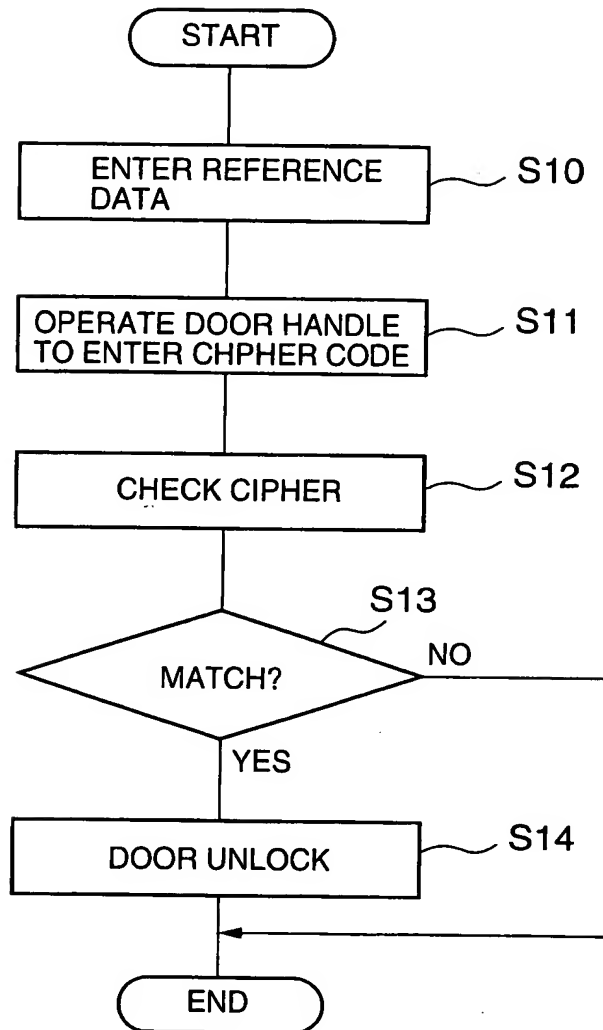 START
ENTER REFERENCE
DATA
S10
OPERATE DOOR HANDLE
TO ENTER CHPHER CODE
S11
CHECK CIPHER
S12
S13
MATCH?
NO
YES
DOOR UNLOCK
S14
END